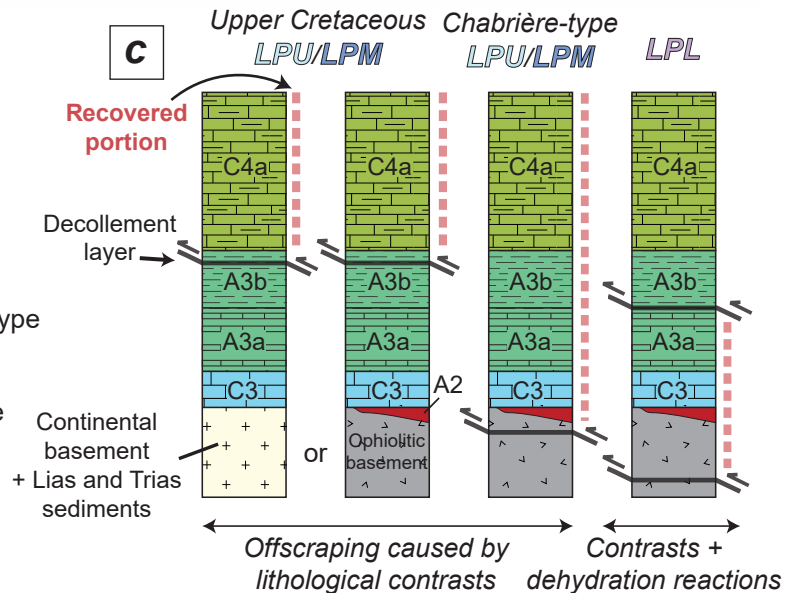 c
Upper Cretaceous
LPU/LPM
Chabrière-type
LPU/LPM
LPL
Recovered
portion
Decollement
layer
C4a
C4a
C4a
C4a
A3b
A3b
A3b
A3b
ype
A3a
A3a
A3a
A3a
C3
C3
A2
C3
C3
e
Continental
basement
+ Lias and Trias
sediments
or
Ophiolitic
basement
Offscraping caused by
lithological contrasts
Contrasts +
dehydration reactions